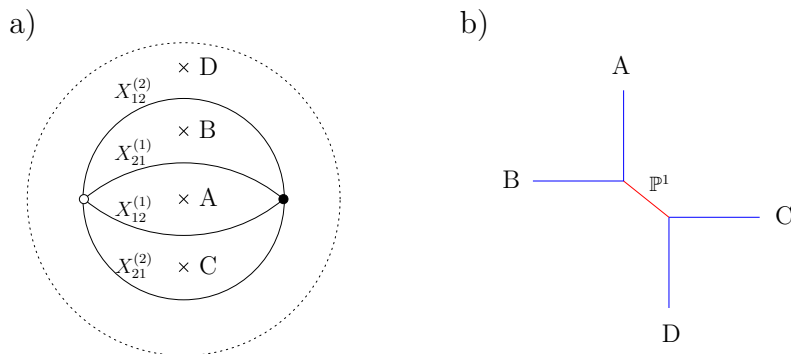 a)
× D
X_{12}^{(2)}
× B
X_{21}^{(1)}
X_{12}^{(1)}
× A
X_{21}^{(2)}
× C
b)
A
B
ℙ¹
C
D